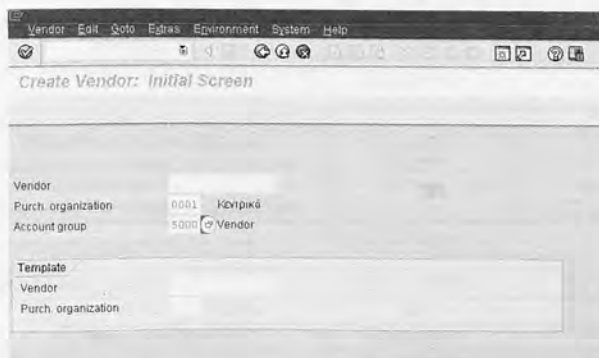 Vendor Edit Goto Extras Environment System Help
Create Vendor: Initial Screen
Vendor
Purch. organization 0001 Κεντρικά
Account group 5000 Vendor
Template
Vendor
Purch. organization